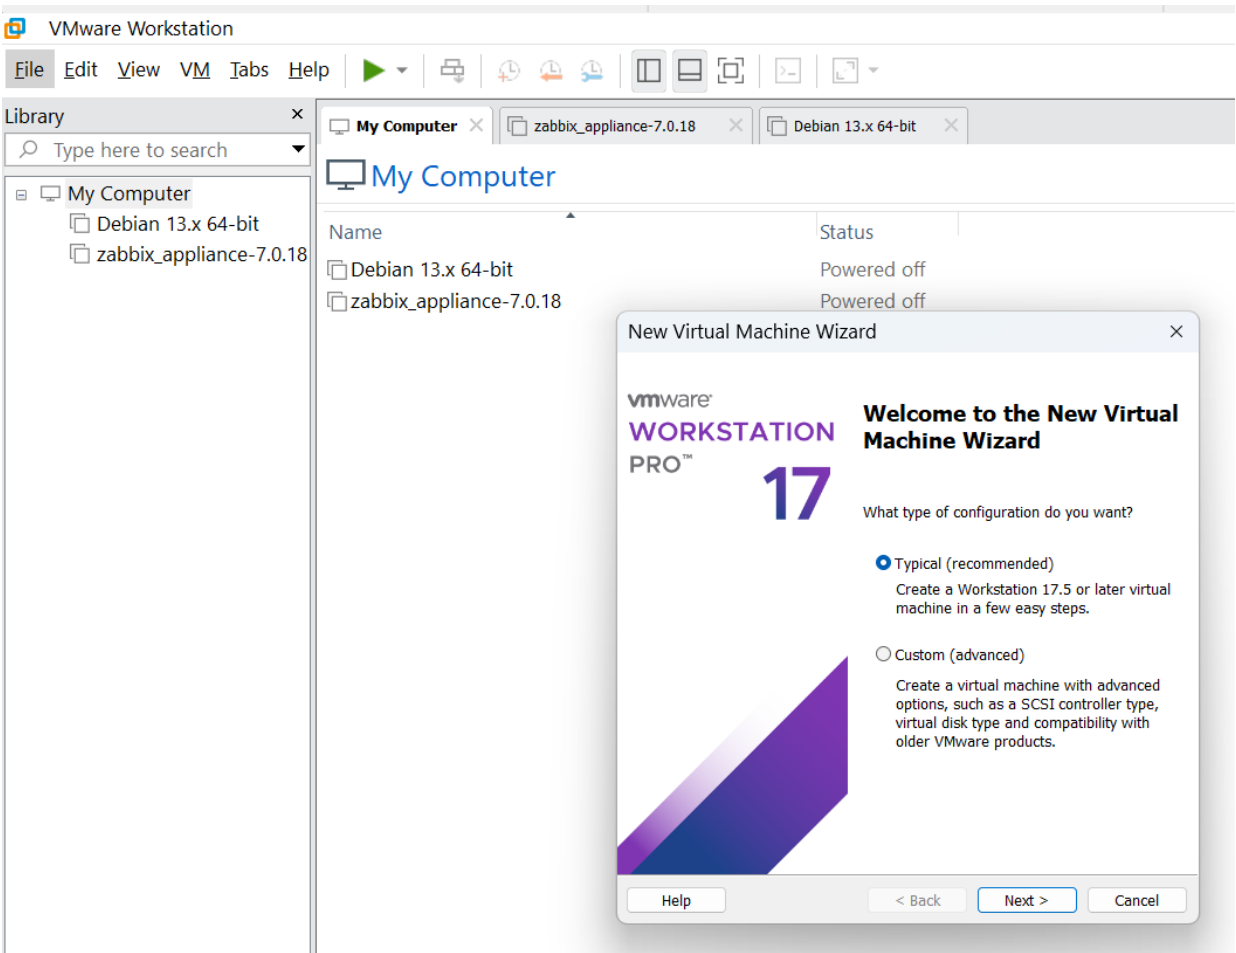 VMware Workstation
File Edit View VM Tabs Help
Library ×
Type here to search
My Computer
Debian 13.x 64-bit
zabbix_appliance-7.0.18
My Computer × zabbix_appliance-7.0.18 × Debian 13.x 64-bit ×
My Computer
Name Status
Debian 13.x 64-bit Powered off
zabbix_appliance-7.0.18 Powered off
New Virtual Machine Wizard ×
vmware®
WORKSTATION
PRO™
17
Welcome to the New Virtual
Machine Wizard
What type of configuration do you want?
Typical (recommended)
Create a Workstation 17.5 or later virtual
machine in a few easy steps.
Custom (advanced)
Create a virtual machine with advanced
options, such as a SCSI controller type,
virtual disk type and compatibility with
older VMware products.
Help < Back Next > Cancel